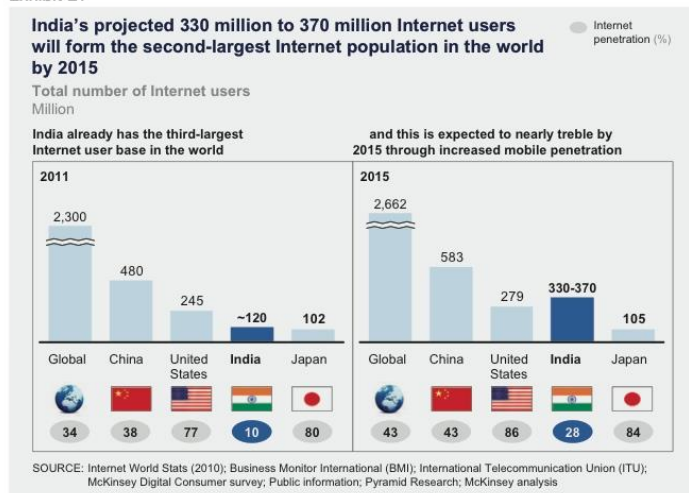 India's projected 330 million to 370 million Internet users
will form the second-largest Internet population in the world
by 2015
Internet
penetration (%)
Total number of Internet users
Million
India already has the third-largest
Internet user base in the world
2011
2,300
480
245
~120
102
Global China United India Japan
States
34 38 77 10 80
and this is expected to nearly treble by
2015 through increased mobile penetration
2015
2,662
583
279
330-370
105
Global China United India Japan
States
43 43 86 28 84
SOURCE: Internet World Stats (2010); Business Monitor International (BMI); International Telecommunication Union (ITU);
McKinsey Digital Consumer survey; Public information; Pyramid Research; McKinsey analysis